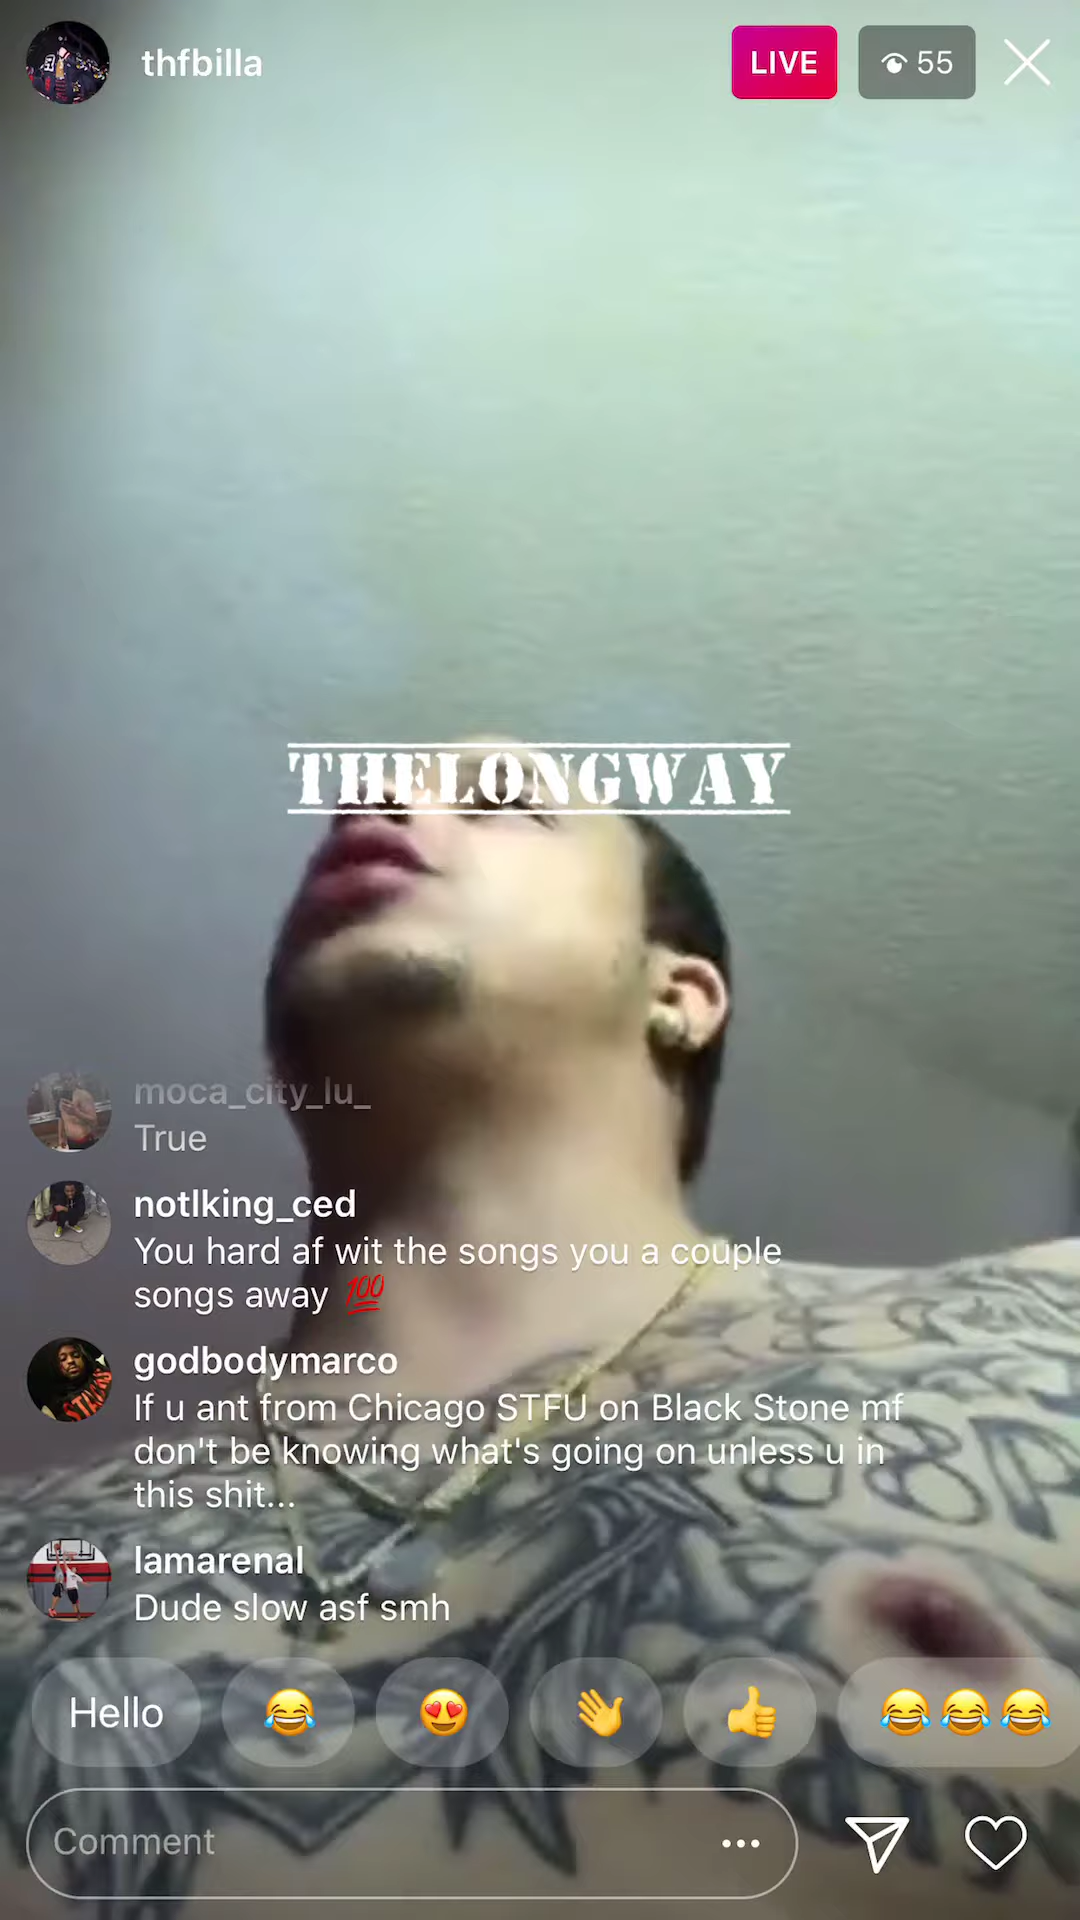 thfbilla
LIVE
55
THELONGWAY
moca_city_lu_
True
notlking_ced
You hard af wit the songs you a couple
songs away 💯
godbodymarco
If u ant from Chicago STFU on Black Stone mf
don't be knowing what's going on unless u in
this shit...
lamarenal
Dude slow asf smh
Hello
😂
😍
👋
👍
😂😂😂
Comment